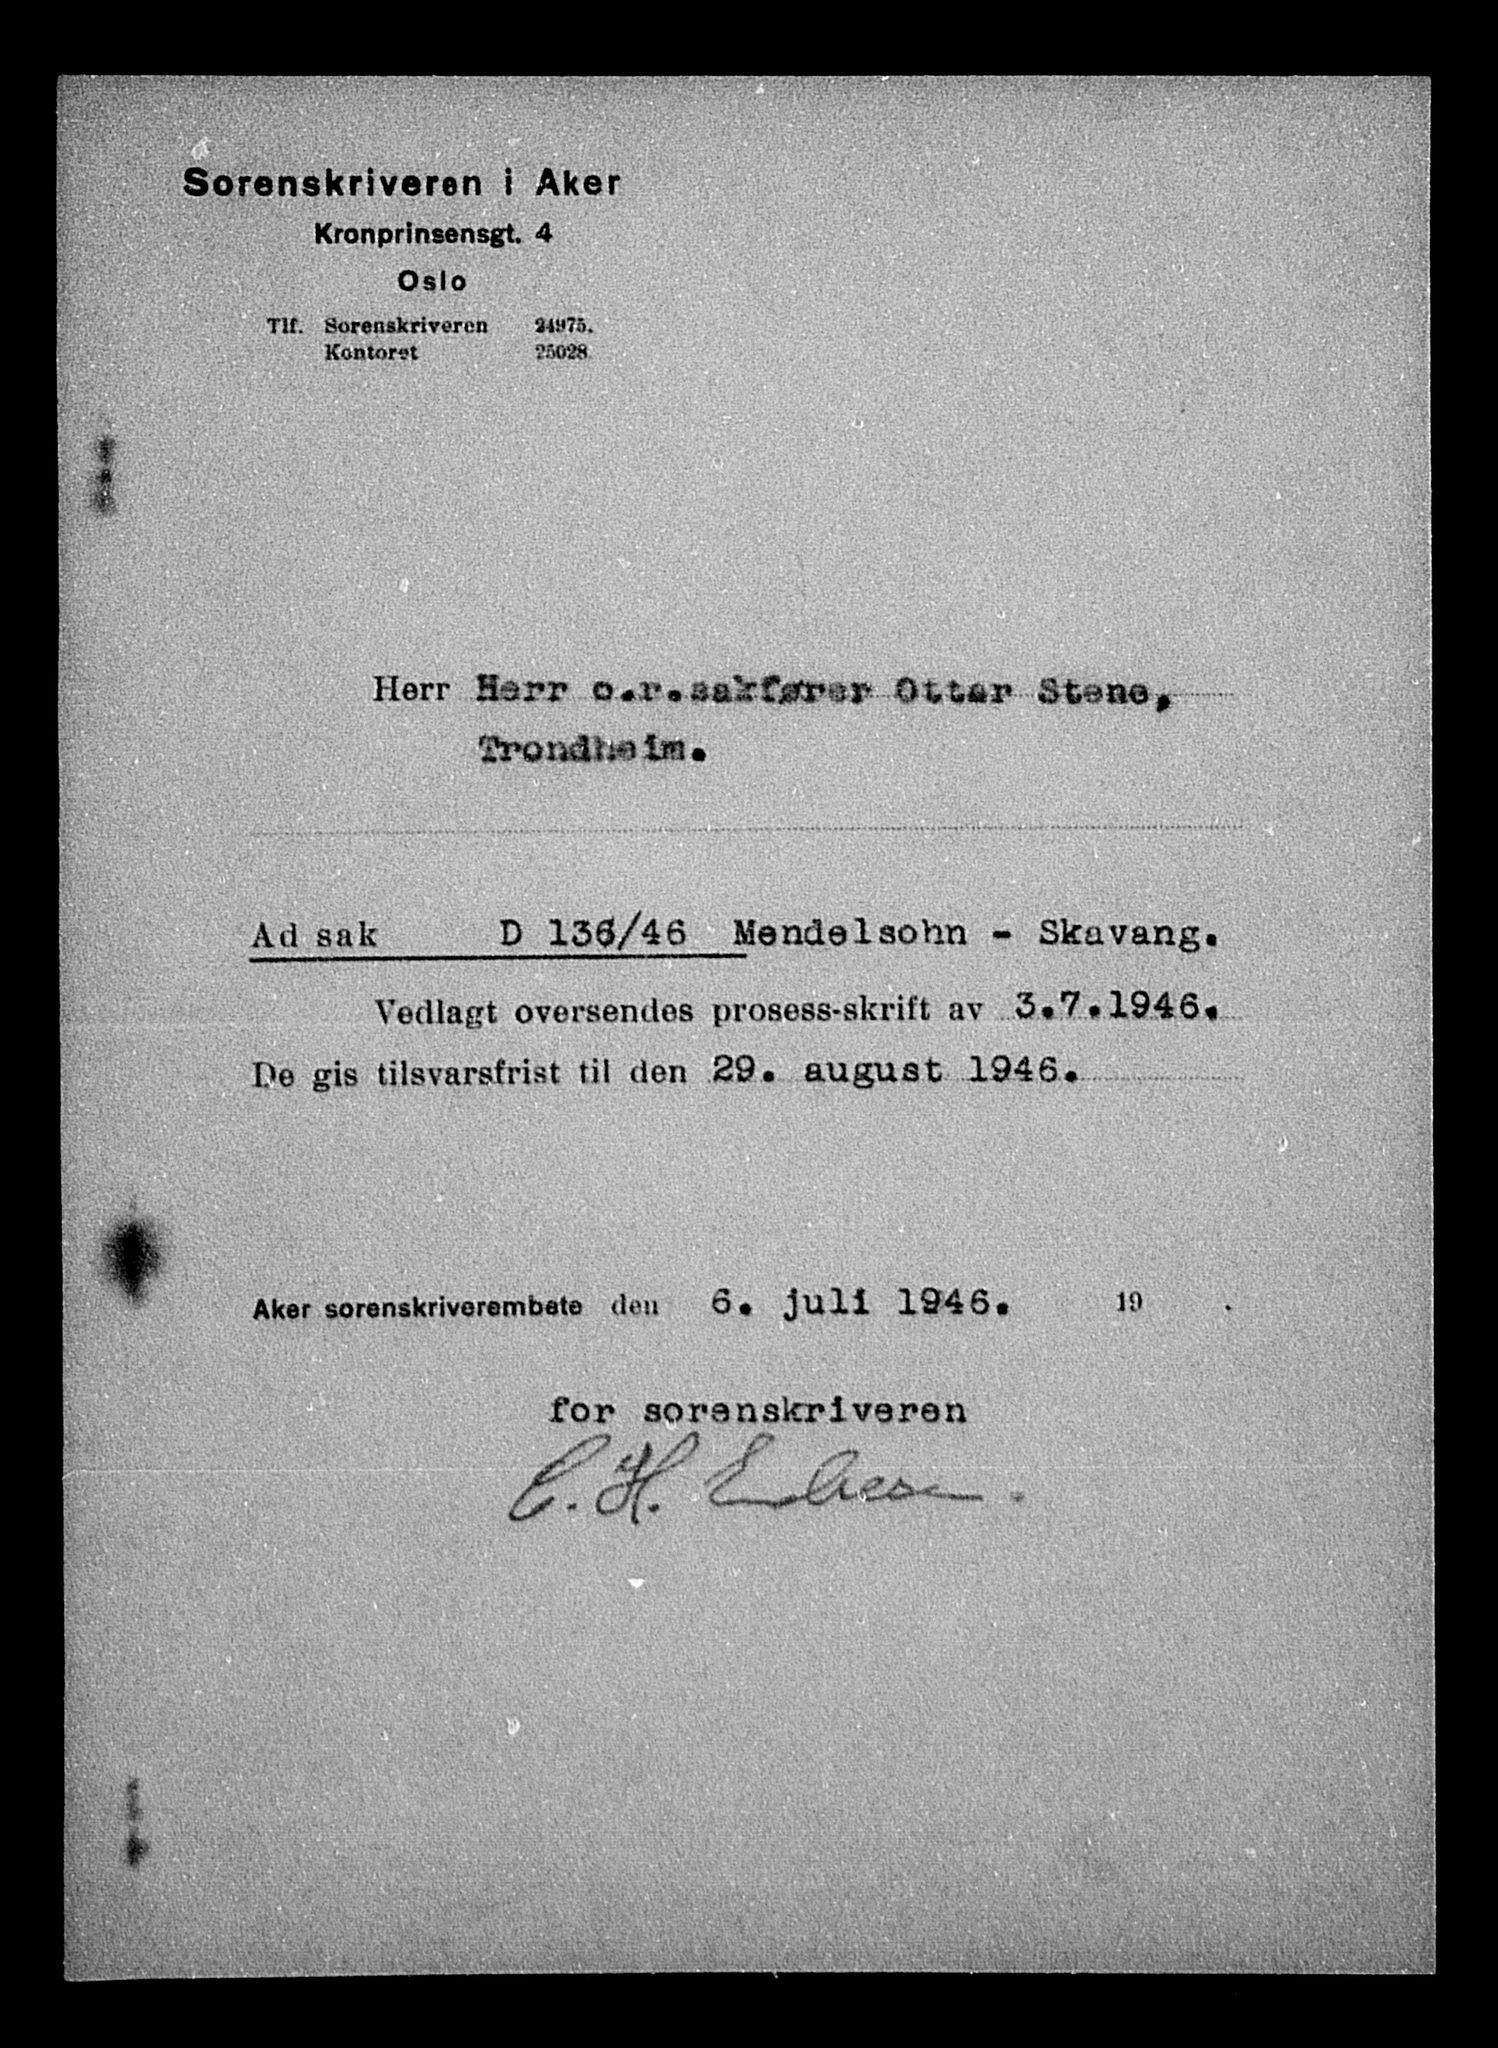 Sorenskriveren i Aker
Kronprinsensgt. 4
Oslo
Tlf. Sorenskriveren 24975.
Kontoret 25028
Herr Herr o.r.sakfører Ottar Stene,
Trondheim.
Ad sak D 136/46 Mendelsohn - Skavang.
Vedlagt oversendes prosess-skrift av 3.7.1946.
De gis tilsvarsfrist til den 29. august 1946.
Aker sorenskriverembete den 6. juli 1946. 19 .
for sorenskriveren
C. H.